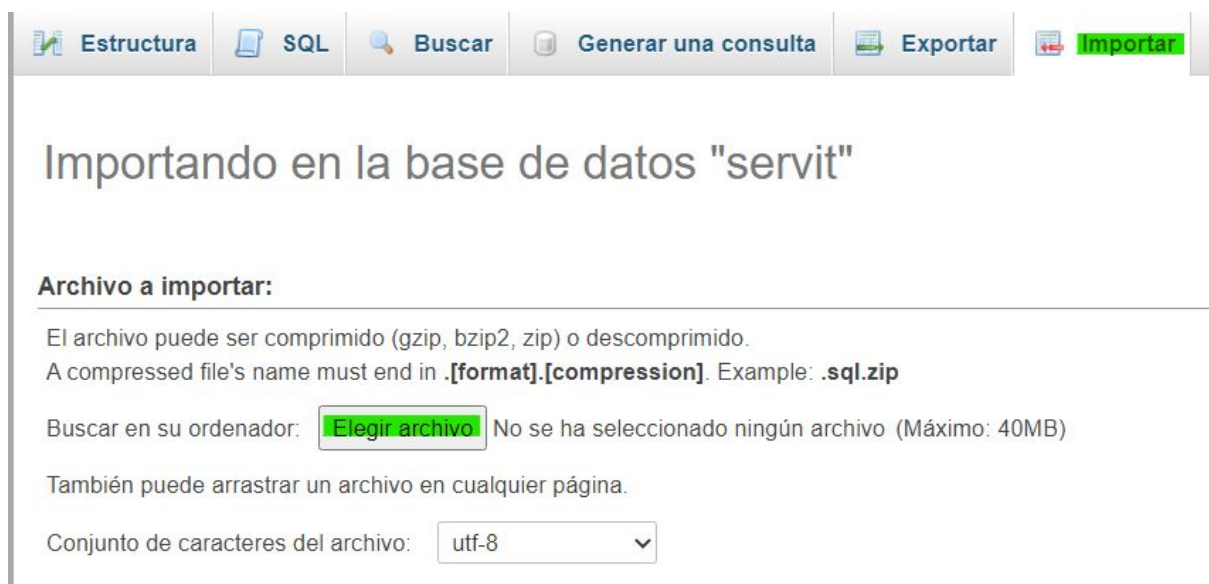 Estructura SQL Buscar Generar una consulta Exportar Importar
Importando en la base de datos "servit"
Archivo a importar:
El archivo puede ser comprimido (gzip, bzip2, zip) o descomprimido.
A compressed file's name must end in .[format].[compression]. Example: .sql.zip
Buscar en su ordenador: Elegir archivo No se ha seleccionado ningún archivo (Máximo: 40MB)
También puede arrastrar un archivo en cualquier página.
Conjunto de caracteres del archivo: utf-8